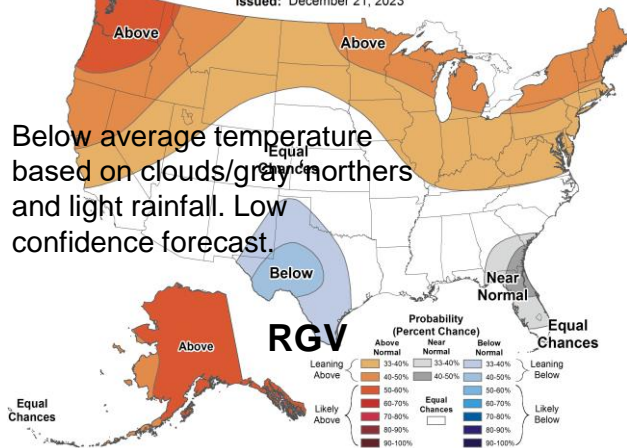 Issued: December 21, 2023
Above
Above
Below average temperature
based on clouds/gray northers
and light rainfall. Low
confidence forecast.
Equal
Chances
Below
Near
Normal
Equal
Chances
RGV
Above
Equal
Chances
Probability
(Percent Chance)
Above
Normal
Near
Normal
Below
Normal
Leaning
Above
33-40%
33-40%
33-40%
Leaning
Below
40-50%
40-50%
40-50%
Likely
Above
50-60%
Equal
Chances
50-60%
Likely
Below
60-70%
60-70%
70-80%
70-80%
80-90%
80-90%
90-100%
90-100%